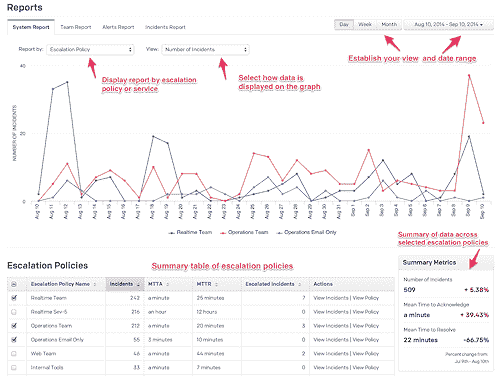 Reports
System Report Team Report Alerts Report Incidents Report
Day Week Month Aug 10, 2014 - Sep 10, 2014
Report by: Escalation Policy View: Number of Incidents
Establish your view and date range
Display report by escalation
policy or service
Select how data is
displayed on the graph
40
20
0
NUMBER OF INCIDENTS
Aug 10 Aug 11 Aug 12 Aug 13 Aug 14 Aug 15 Aug 16 Aug 17 Aug 18 Aug 19 Aug 20 Aug 21 Aug 22 Aug 23 Aug 24 Aug 25 Aug 26 Aug 27 Aug 28 Aug 29 Aug 30 Aug 31 Sep 1 Sep 2 Sep 3 Sep 4 Sep 5 Sep 6 Sep 7 Sep 8 Sep 9 Sep 10
Realtime Team Operations Team Operations Email Only
Summary of data across
selected escalation policies
Escalation Policies
Summary table of escalation policies
Escalation Policy Name Incidents MTTA MTTR Escalated Incidents Actions
Realtime Team 242 a minute 25 minutes 7 View Incidents | View Policy
Realtime Sev-5 216 an hour 12 hours 0 View Incidents | View Policy
Operations Team 212 a minute 20 minutes 3 View Incidents | View Policy
Operations Email Only 55 3 minutes 10 minutes 0 View Incidents | View Policy
Web Team 46 a minute 44 minutes 2 View Incidents | View Policy
Internal Tools 33 a minute 7 minutes 0 View Incidents | View Policy
Summary Metrics
Number of Incidents
509 + 5.38%
Mean Time to Acknowledge
a minute + 39.43%
Mean Time to Resolve
22 minutes -66.75%
Percent change from:
Jul 9th - Aug 10th